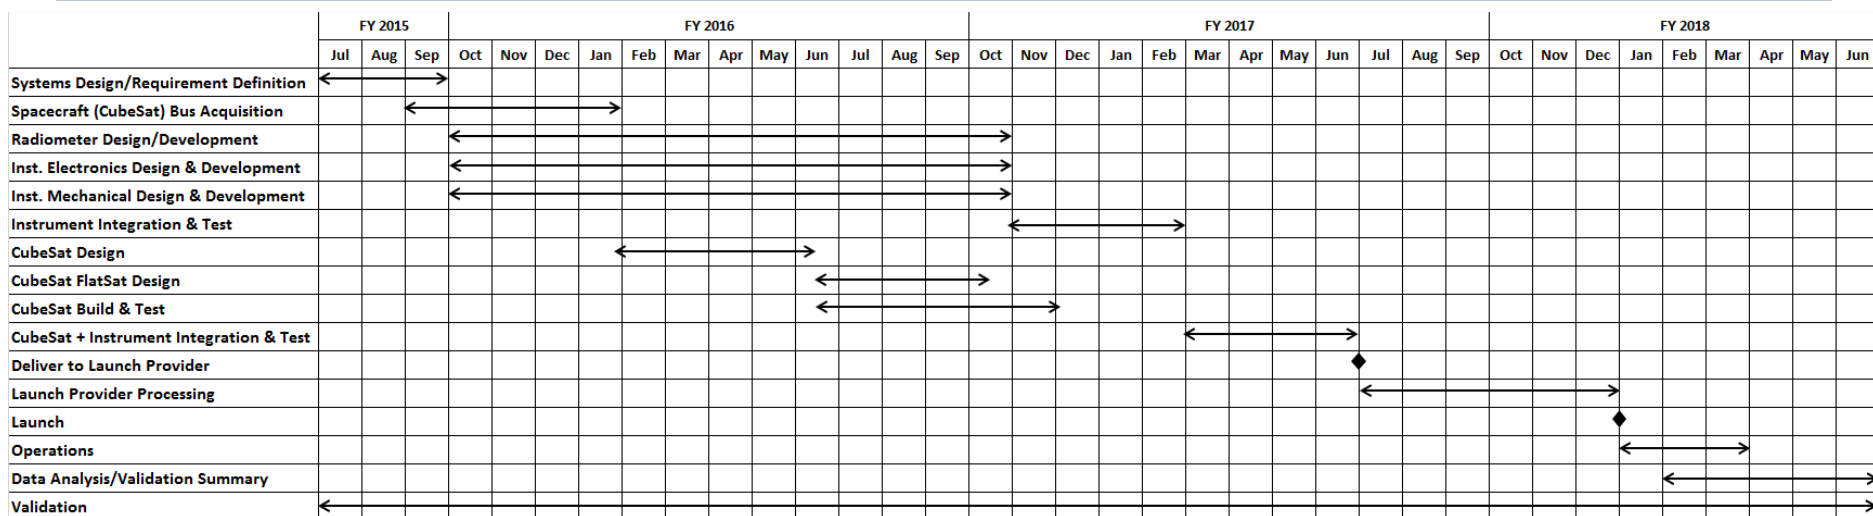 FY 2015 FY 2016 FY 2017 FY 2018
Jul Aug Sep Oct Nov Dec Jan Feb Mar Apr May Jun Jul Aug Sep Oct Nov Dec Jan Feb Mar Apr May Jun Jul Aug Sep Oct Nov Dec Jan Feb Mar Apr May Jun
Systems Design/Requirement Definition
Spacecraft (CubeSat) Bus Acquisition
Radiometer Design/Development
Inst. Electronics Design & Development
Inst. Mechanical Design & Development
Instrument Integration & Test
CubeSat Design
CubeSat FlatSat Design
CubeSat Build & Test
CubeSat + Instrument Integration & Test
Deliver to Launch Provider
Launch Provider Processing
Launch
Operations
Data Analysis/Validation Summary
Validation